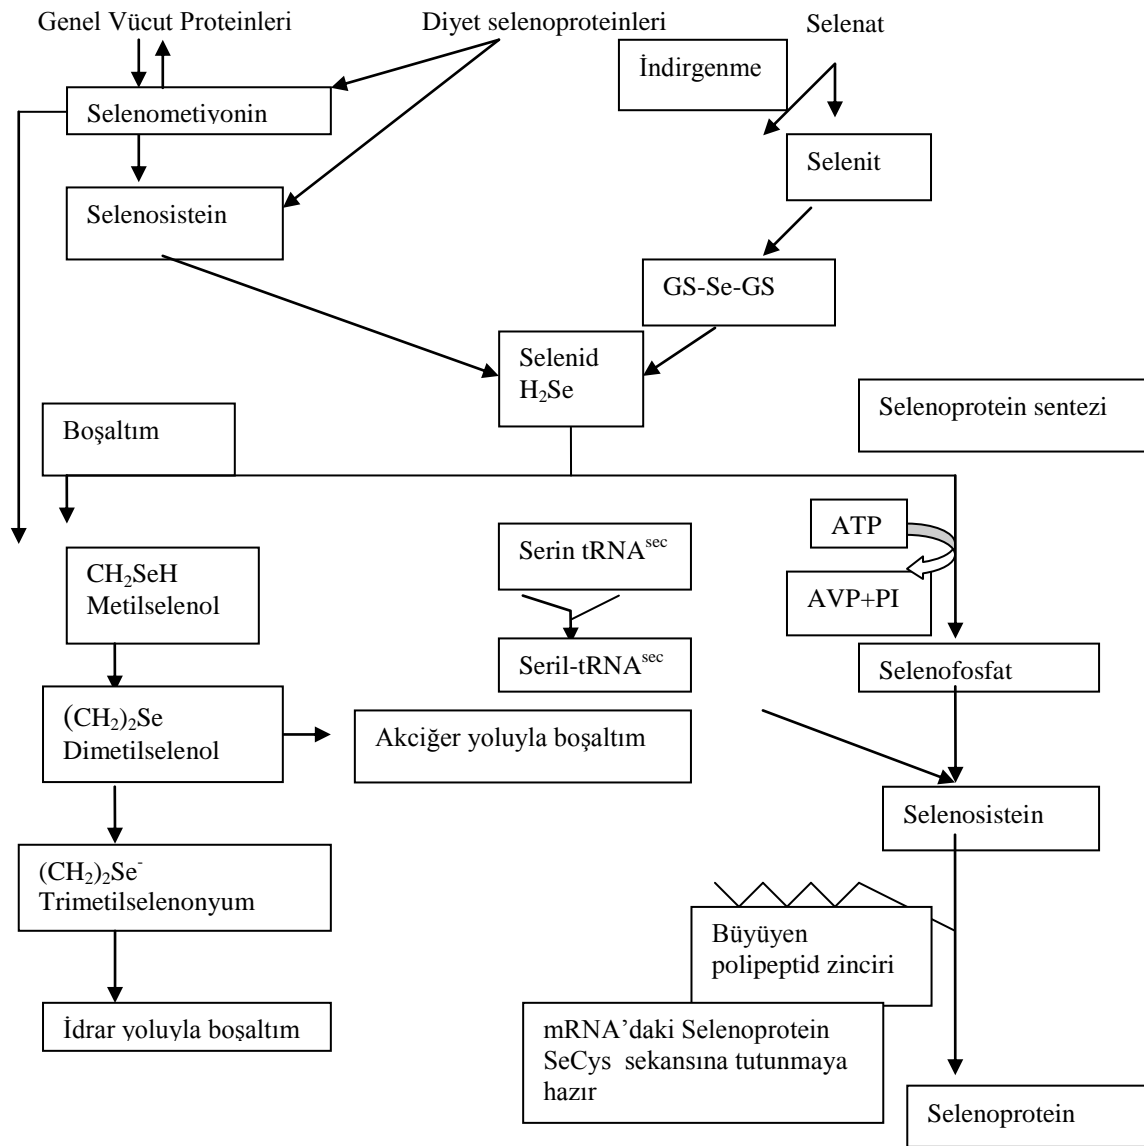 Genel Vücut Proteinleri
Diyet selenoproteinleri
Selenat
İndirgenme
Selenometiyonin
Selenit
Selenosistein
GS-Se-GS
Selenid
H₂Se
Selenoprotein sentezi
Boşaltım
ATP
Serin tRNAˢᵉᶜ
CH₂SeH
Metilselenol
AVP+PI
Seril-tRNAˢᵉᶜ
Selenofosfat
(CH₂)₂Se
Dimetilselenol
Akciğer yoluyla boşaltım
Selenosistein
(CH₂)₂Se⁻
Trimetilselenonyum
Büyüyen
polipeptid zinciri
İdrar yoluyla boşaltım
mRNA’daki Selenoprotein
SeCys sekansına tutunmaya
hazır
Selenoprotein